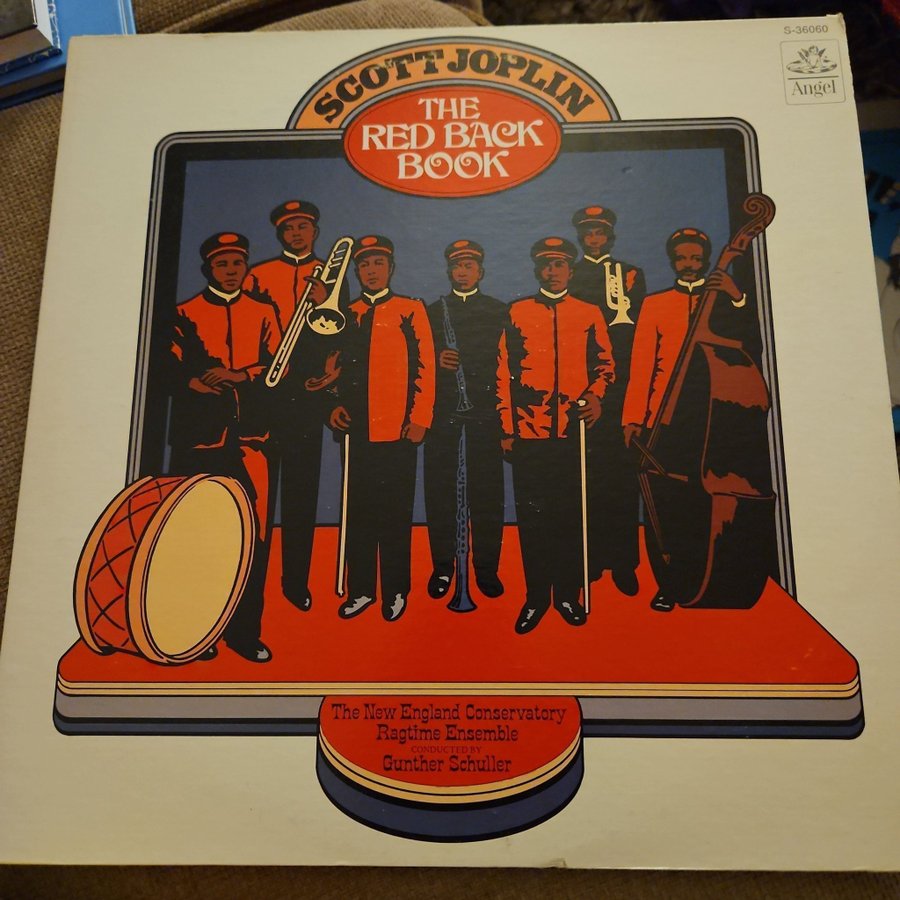 S-36060
Angel
SCOTT JOPLIN
THE
RED BACK
BOOK
The New England Conservatory
Ragtime Ensemble
CONDUCTED BY
Gunther Schuller